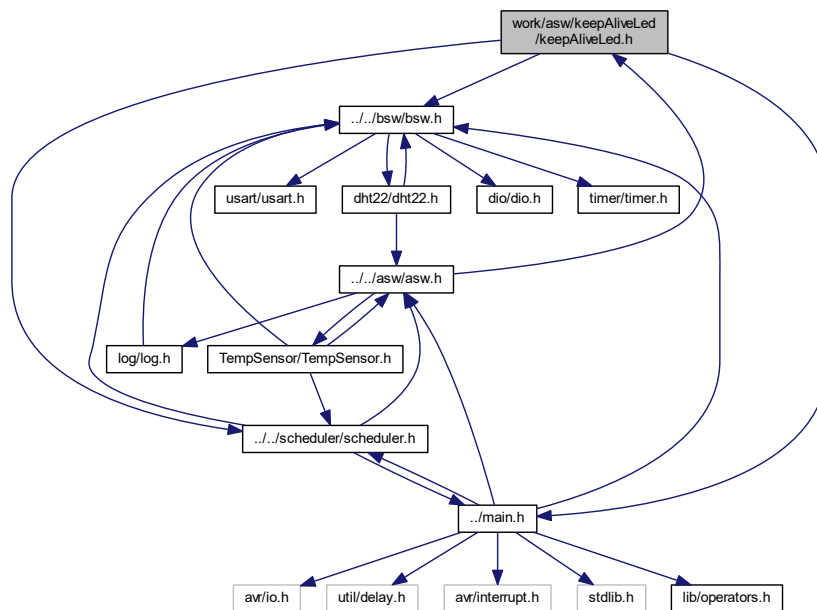 work/asw/keepAliveLed
/keepAliveLed.h
../../bsw/bsw.h
usart/usart.h
dht22/dht22.h
dio/dio.h
timer/timer.h
../../asw/asw.h
log/log.h
TempSensor/TempSensor.h
../../scheduler/scheduler.h
../main.h
avr/io.h
util/delay.h
avr/interrupt.h
stdlib.h
lib/operators.h